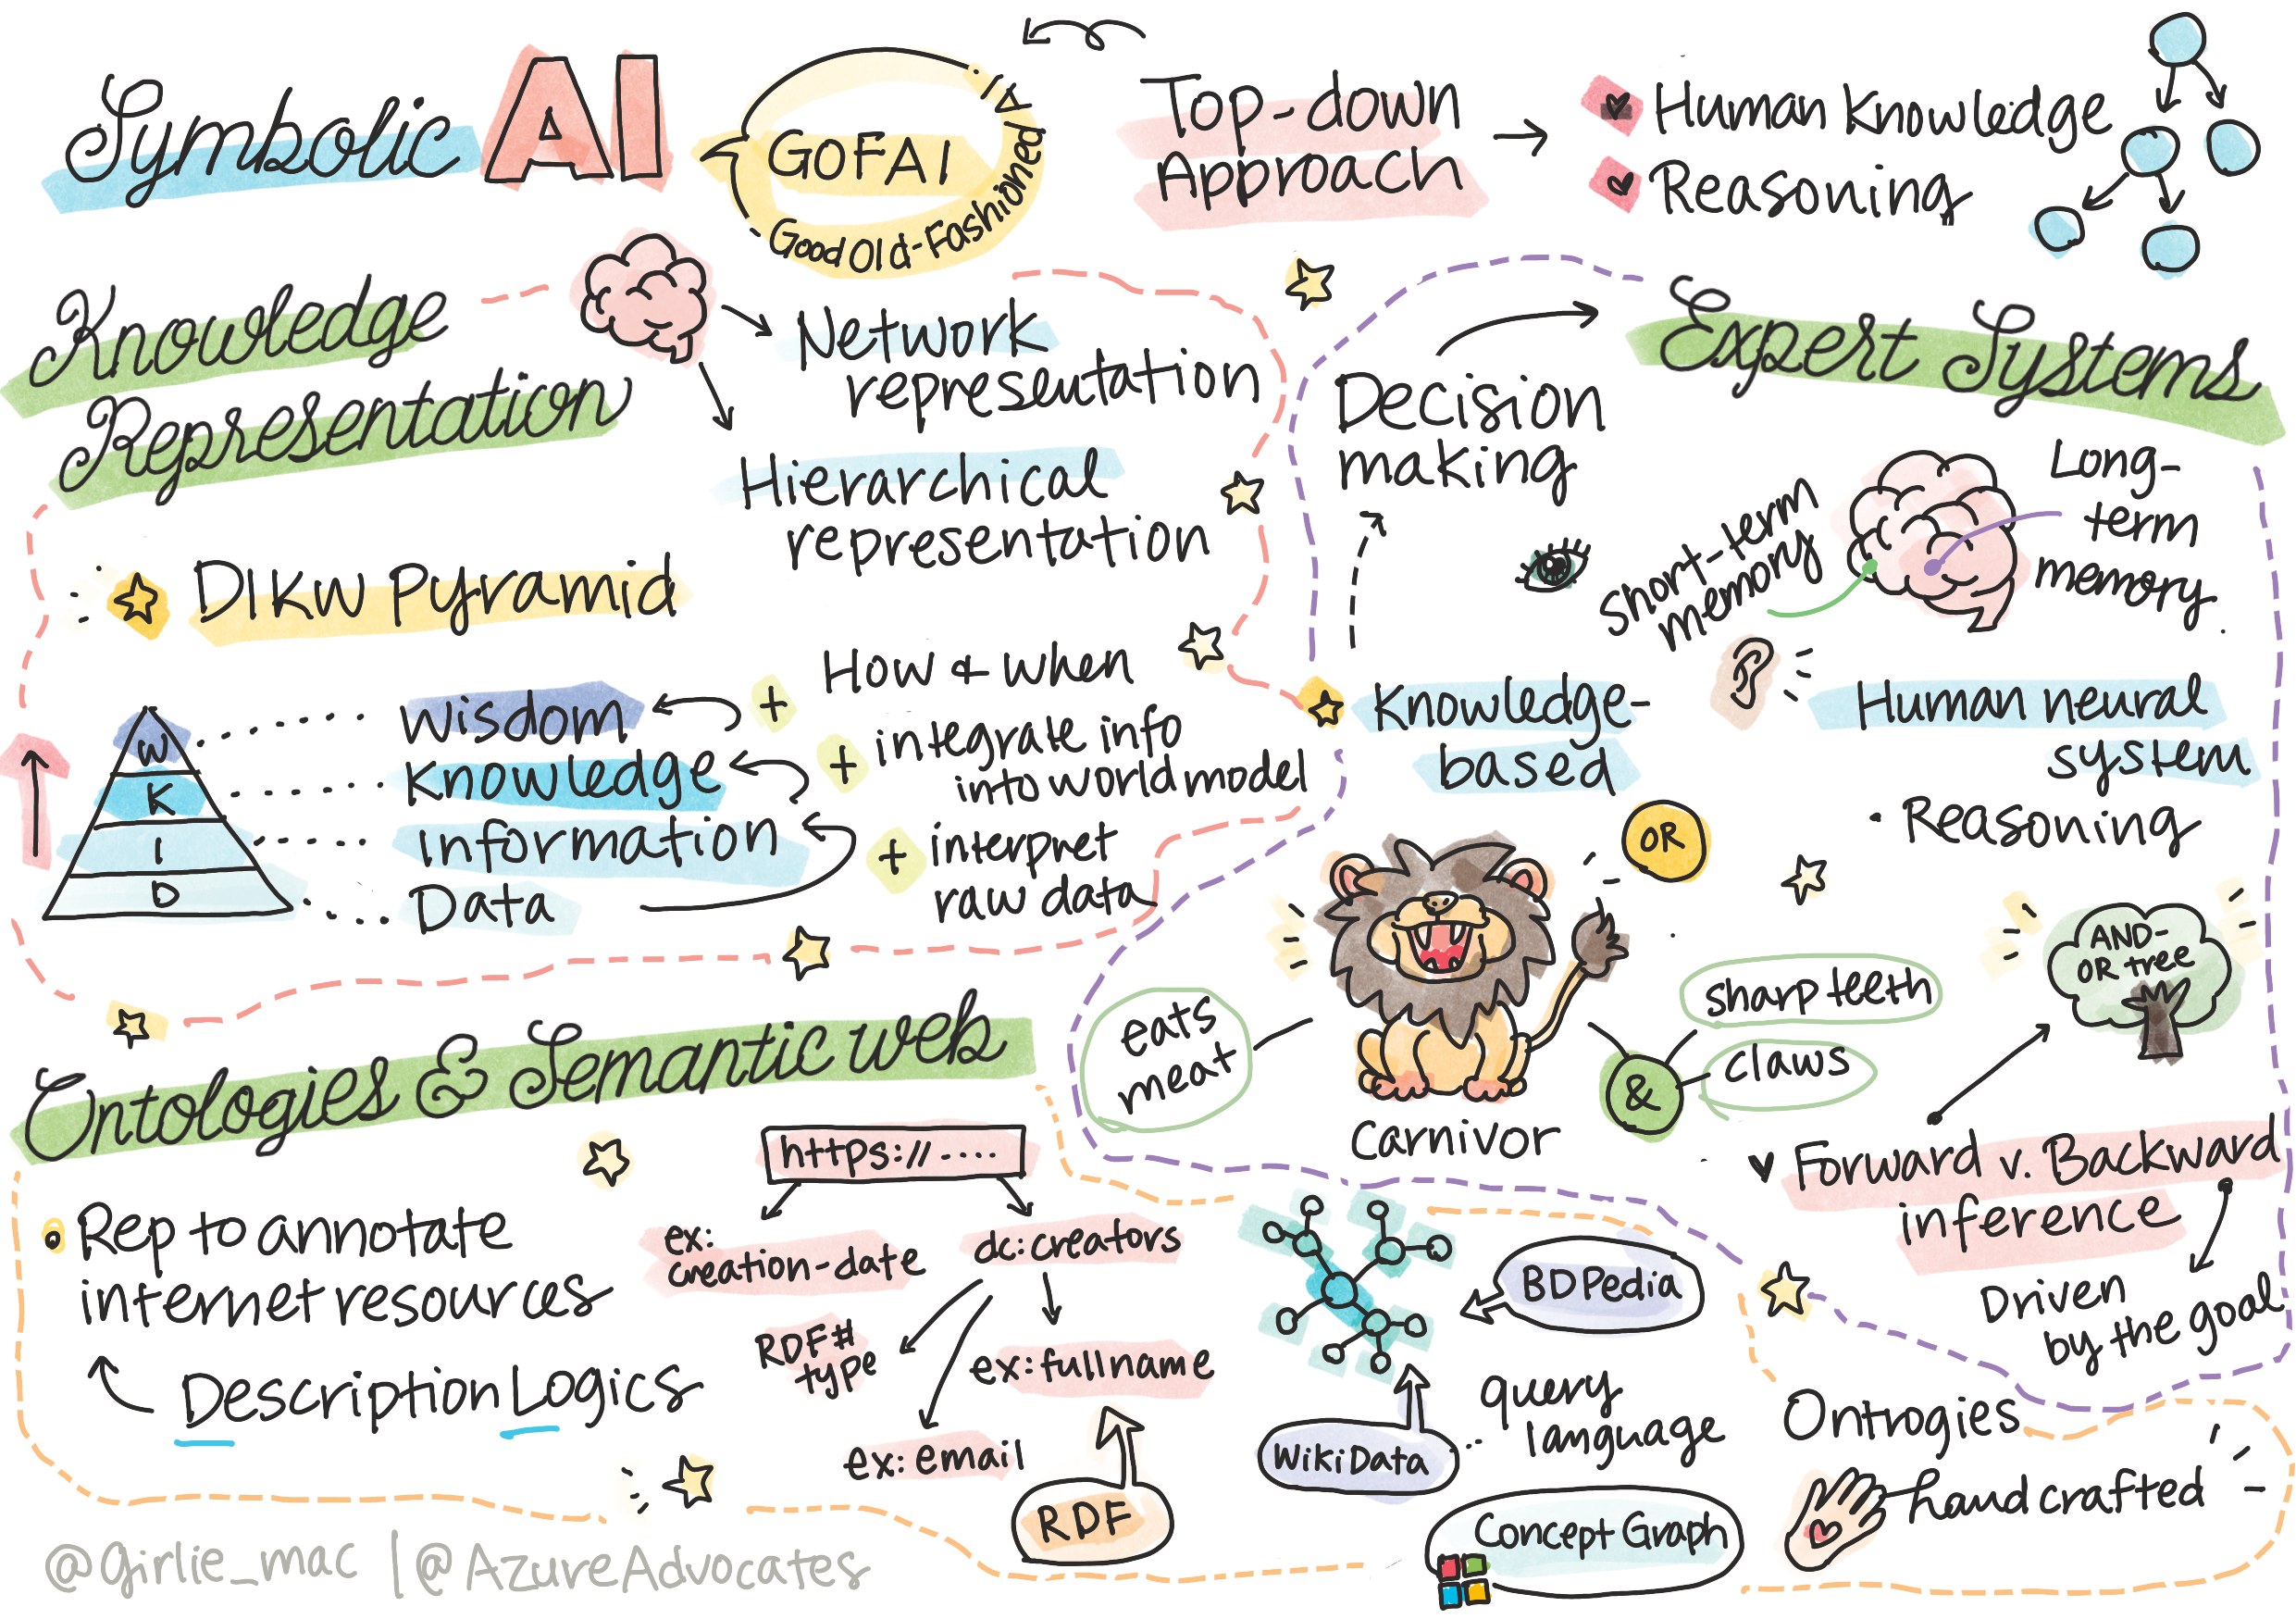 Symbolic AI
GOFAI
Good Old-Fashioned AI
Top-down
Approach
Human Knowledge
Reasoning
Knowledge
Representation
Network
representation
Hierarchical
representation
DIKW Pyramid
W
K
I
D
Wisdom
Knowledge
Information
Data
+ How & when
+ integrate info
into world model
+ interpret
raw data
Expert Systems
Decision
making
Short-term
memory
Long-
term
memory
Knowledge-
based
Human neural
system
• Reasoning
OR
eats
meat
carnivor
&
sharp teeth
claws
AND-
OR tree
Forward v. Backward
inference
Driven
by the goal
Ontologies & Semantic web
Rep to annotate
internet resources
Description Logics
https://....
ex:
creation-date
dc:creators
RDF#
type
ex:fullname
ex:email
RDF
BDPedia
WikiData
query
language
Concept Graph
Ontrogies
handcrafted
@girlie_mac | @AzureAdvocates